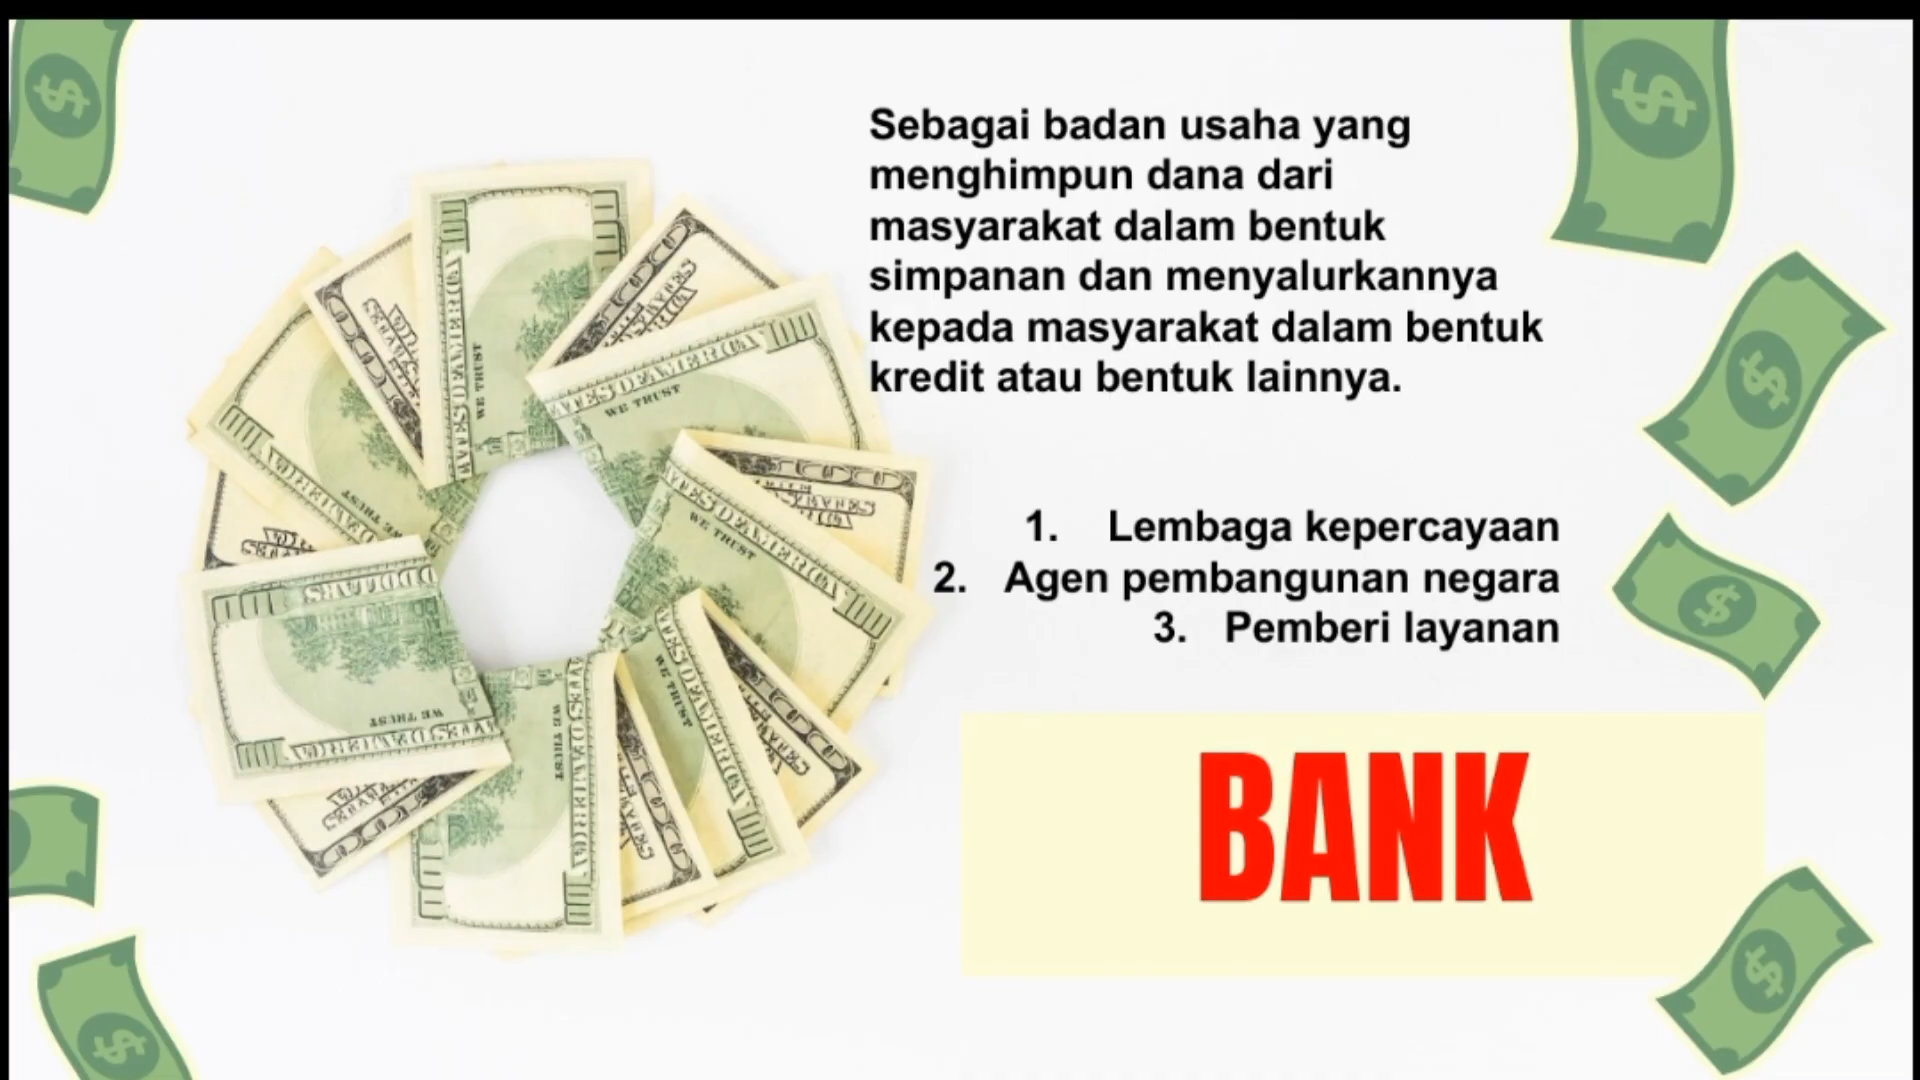 Sebagai badan usaha yang
menghimpun dana dari
masyarakat dalam bentuk
simpanan dan menyalurkannya
kepada masyarakat dalam bentuk
kredit atau bentuk lainnya.
1. Lembaga kepercayaan
2. Agen pembangunan negara
3. Pemberi layanan
BANK